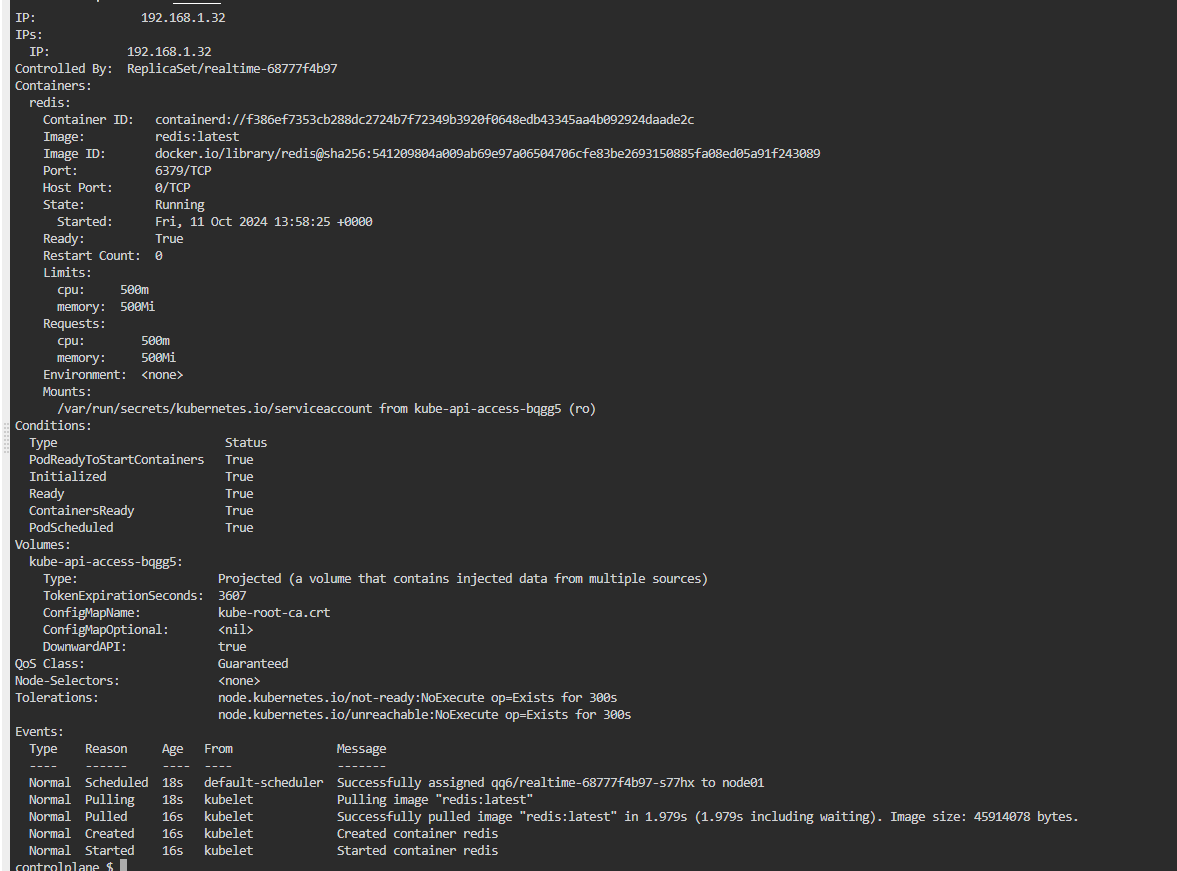 IP:               192.168.1.32
IPs:
  IP:           192.168.1.32
Controlled By:  ReplicaSet/realtime-68777f4b97
Containers:
  redis:
    Container ID:   containerd://f386ef7353cb288dc2724b7f72349b3920f0648edb43345aa4b092924daade2c
    Image:          redis:latest
    Image ID:       docker.io/library/redis@sha256:541209804a009ab69e97a06504706cfe83be2693150885fa08ed05a91f243089
    Port:           6379/TCP
    Host Port:      0/TCP
    State:          Running
      Started:      Fri, 11 Oct 2024 13:58:25 +0000
    Ready:          True
    Restart Count:  0
    Limits:
      cpu:     500m
      memory:  500Mi
    Requests:
      cpu:        500m
      memory:     500Mi
    Environment:  <none>
    Mounts:
      /var/run/secrets/kubernetes.io/serviceaccount from kube-api-access-bqgg5 (ro)
Conditions:
  Type                        Status
  PodReadyToStartContainers   True
  Initialized                 True
  Ready                       True
  ContainersReady             True
  PodScheduled                True
Volumes:
  kube-api-access-bqgg5:
    Type:                    Projected (a volume that contains injected data from multiple sources)
    TokenExpirationSeconds:  3607
    ConfigMapName:           kube-root-ca.crt
    ConfigMapOptional:       <nil>
    DownwardAPI:             true
QoS Class:                   Guaranteed
Node-Selectors:              <none>
Tolerations:                 node.kubernetes.io/not-ready:NoExecute op=Exists for 300s
                             node.kubernetes.io/unreachable:NoExecute op=Exists for 300s
Events:
  Type    Reason     Age   From               Message
  ----    ------     ----  ----               -------
  Normal  Scheduled  18s   default-scheduler  Successfully assigned qq6/realtime-68777f4b97-s77hx to node01
  Normal  Pulling    18s   kubelet            Pulling image "redis:latest"
  Normal  Pulled     16s   kubelet            Successfully pulled image "redis:latest" in 1.979s (1.979s including waiting). Image size: 45914078 bytes.
  Normal  Created    16s   kubelet            Created container redis
  Normal  Started    16s   kubelet            Started container redis
controlplane $